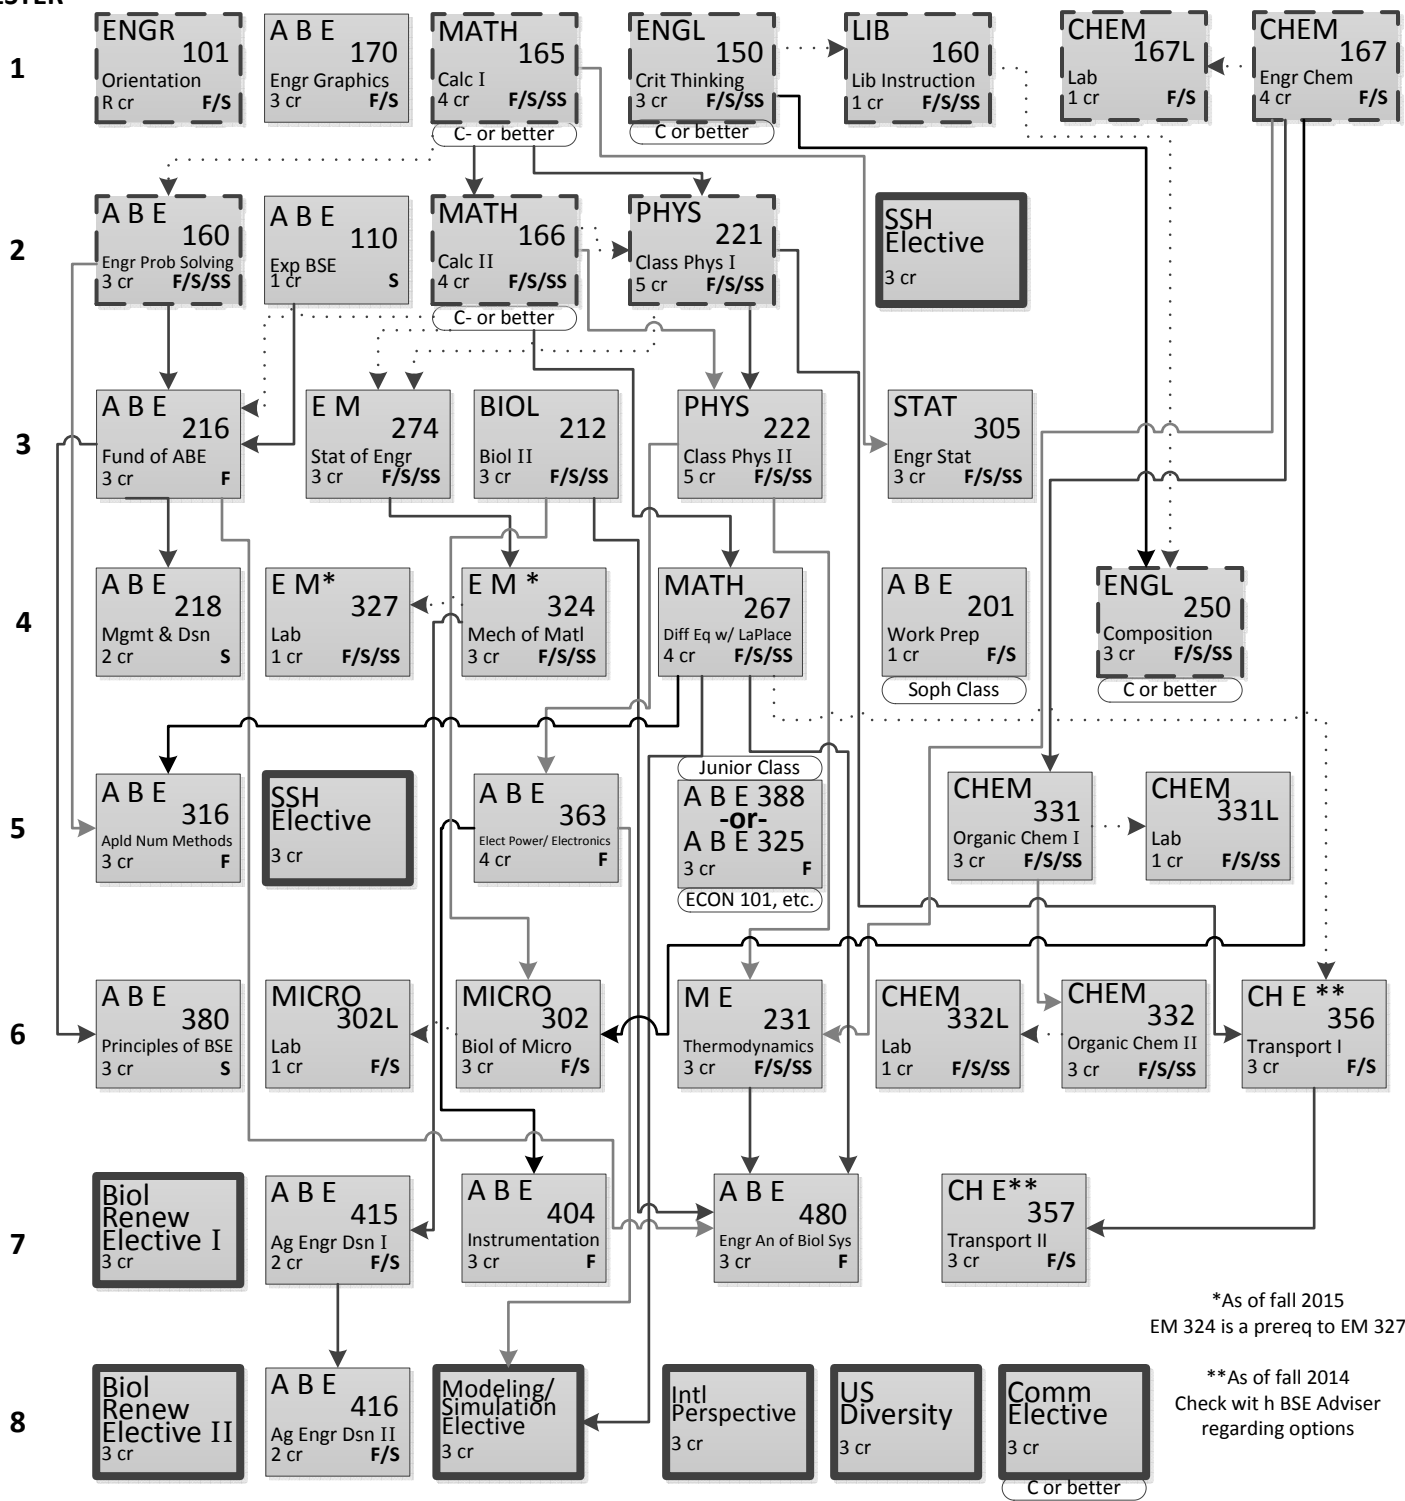 1
ENGR
101
Orientation
R cr F/S
A B E
170
Engr Graphics
3 cr F/S
MATH
165
Calc I
4 cr F/S/SS
C- or better
ENGL
150
Crit Thinking
3 cr F/S/SS
C or better
LIB
160
Lib Instruction
1 cr F/S/SS
CHEM
167L
Lab
1 cr F/S
CHEM
167
Engr Chem
4 cr F/S
2
A B E
160
Engr Prob Solving
3 cr F/S/SS
A B E
110
Exp BSE
1 cr S
MATH
166
Calc II
4 cr F/S/SS
C- or better
PHYS
221
Class Phys I
5 cr F/S/SS
SSH
Elective
3 cr
3
A B E
216
Fund of ABE
3 cr F
E M
274
Stat of Engr
3 cr F/S/SS
BIOL
212
Biol II
3 cr F/S/SS
PHYS
222
Class Phys II
5 cr F/S/SS
STAT
305
Engr Stat
3 cr F/S/SS
4
A B E
218
Mgmt & Dsn
2 cr S
E M*
327
Lab
1 cr F/S/SS
E M *
324
Mech of Matl
3 cr F/S/SS
MATH
267
Diff Eq w/ LaPlace
4 cr F/S/SS
A B E
201
Work Prep
1 cr F/S
Soph Class
ENGL
250
Composition
3 cr F/S/SS
C or better
5
A B E
316
Apld Num Methods
3 cr F
SSH
Elective
3 cr
A B E
363
Elect Power/ Electronics
4 cr F
Junior Class
A B E 388
-or-
A B E 325
3 cr F
ECON 101, etc.
CHEM
331
Organic Chem I
3 cr F/S/SS
CHEM
331L
Lab
1 cr F/S/SS
6
A B E
380
Principles of BSE
3 cr S
MICRO
302L
Lab
1 cr F/S
MICRO
302
Biol of Micro
3 cr F/S
M E
231
Thermodynamics
3 cr F/S/SS
CHEM
332L
Lab
1 cr F/S/SS
CHEM
332
Organic Chem II
3 cr F/S/SS
CH E **
356
Transport I
3 cr F/S
7
Biol
Renew
Elective I
3 cr
A B E
415
Ag Engr Dsn I
2 cr F/S
A B E
404
Instrumentation
3 cr F
A B E
480
Engr An of Biol Sys
3 cr F
CH E**
357
Transport II
3 cr F/S
*As of fall 2015
EM 324 is a prereq to EM 327
8
Biol
Renew
Elective II
3 cr
A B E
416
Ag Engr Dsn II
2 cr F/S
Modeling/
Simulation
Elective
3 cr
Intl
Perspective
3 cr
US
Diversity
3 cr
Comm
Elective
3 cr
C or better
**As of fall 2014
Check wit h BSE Adviser
regarding options